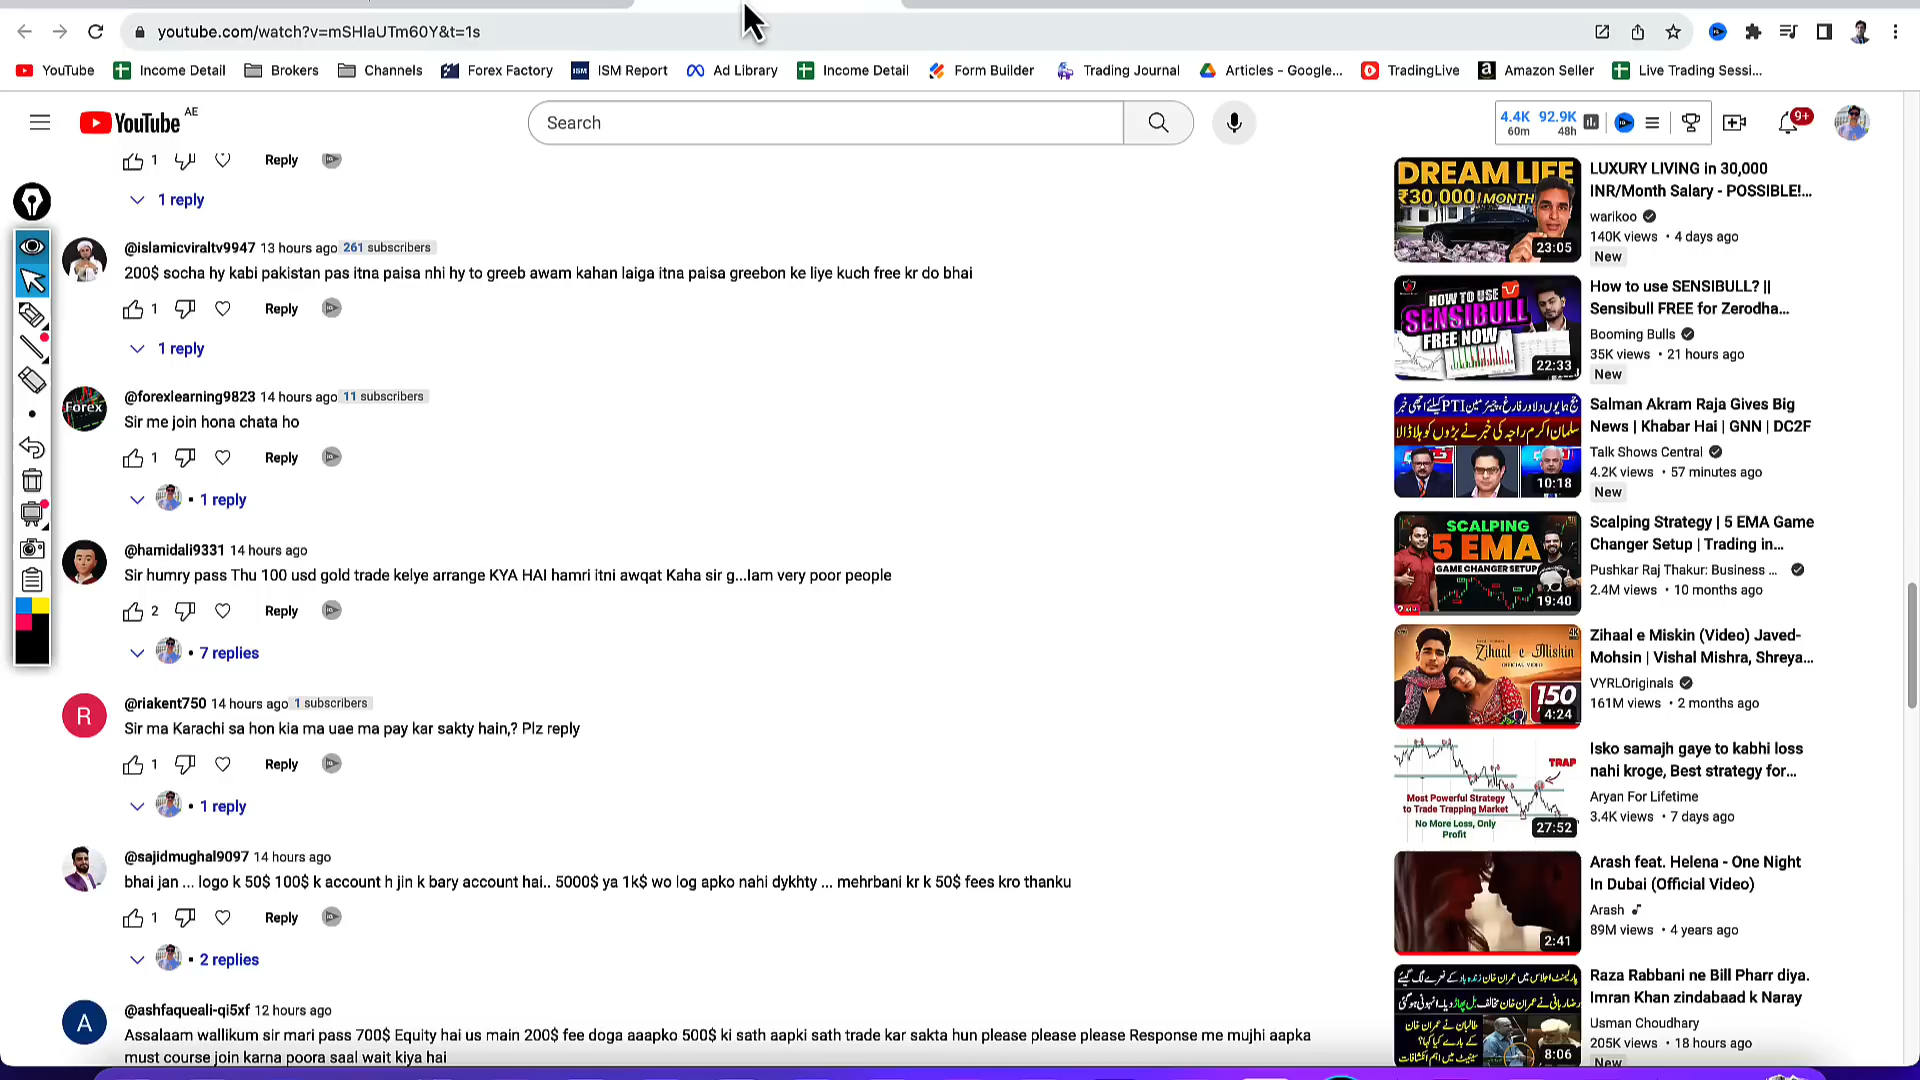 youtube.com/watch?v=mSHlaUTm60Y&t=1s
YouTube
Income Detail
Brokers
Channels
Forex Factory
ISM Report
Ad Library
Income Detail
Form Builder
Trading Journal
Articles - Google...
TradingLive
Amazon Seller
Live Trading Sessi...
YouTube AE
Search
4.4K 92.9K
60m 48h
9+
1 Reply
1 reply
@islamicviraltv9947 13 hours ago 261 subscribers
200$ socha hy kabi pakistan pas itna paisa nhi hy to greeb awam kahan laiga itna paisa greebon ke liye kuch free kr do bhai
1 Reply
1 reply
Forex
@forexlearning9823 14 hours ago 11 subscribers
Sir me join hona chata ho
1 Reply
• 1 reply
@hamidali9331 14 hours ago
Sir humry pass Thu 100 usd gold trade kelye arrange KYA HAI hamri itni awqat Kaha sir g...Iam very poor people
2 Reply
• 7 replies
R
@riakent750 14 hours ago 1 subscribers
Sir ma Karachi sa hon kia ma uae ma pay kar sakty hain,? Plz reply
1 Reply
• 1 reply
@sajidmughal9097 14 hours ago
bhai jan ... logo k 50$ 100$ k account h jin k bary account hai.. 5000$ ya 1k$ wo log apko nahi dykhty ... mehrbani kr k 50$ fees kro thanku
1 Reply
• 2 replies
A
@ashfaqueali-qi5xf 12 hours ago
Assalaam wallikum sir mari pass 700$ Equity hai us main 200$ fee doga aaapko 500$ ki sath aapki sath trade kar sakta hun please please please Response me mujhi aapka
must course join karna poora saal wait kiya hai
DREAM LIFE
₹30,000/MONTH
23:05
LUXURY LIVING in 30,000
INR/Month Salary - POSSIBLE!...
warikoo
140K views • 4 days ago
New
HOW TO USE
SENSIBULL
FREE NOW
22:33
How to use SENSIBULL? ||
Sensibull FREE for Zerodha...
Booming Bulls
35K views • 21 hours ago
New
سلمان اکرم راجہ کی خبر نے بڑوں کو ہلا ڈالا
10:18
Salman Akram Raja Gives Big
News | Khabar Hai | GNN | DC2F
Talk Shows Central
4.2K views • 57 minutes ago
New
SCALPING
5 EMA
GAME CHANGER SETUP
19:40
Scalping Strategy | 5 EMA Game
Changer Setup | Trading in...
Pushkar Raj Thakur: Business ...
2.4M views • 10 months ago
4K
Zihaal e Miskin
OFFICIAL VIDEO
150
4:24
Zihaal e Miskin (Video) Javed-
Mohsin | Vishal Mishra, Shreya...
VYRLOriginals
161M views • 2 months ago
TRAP
Most Powerful Strategy
to Trade Trapping Market
No More Loss, Only
Profit
27:52
Isko samajh gaye to kabhi loss
nahi kroge, Best strategy for...
Aryan For Lifetime
3.4K views • 7 days ago
2:41
Arash feat. Helena - One Night
In Dubai (Official Video)
Arash
89M views • 4 years ago
8:06
Raza Rabbani ne Bill Pharr diya.
Imran Khan zindabaad k Naray
Usman Choudhary
205K views • 18 hours ago
New